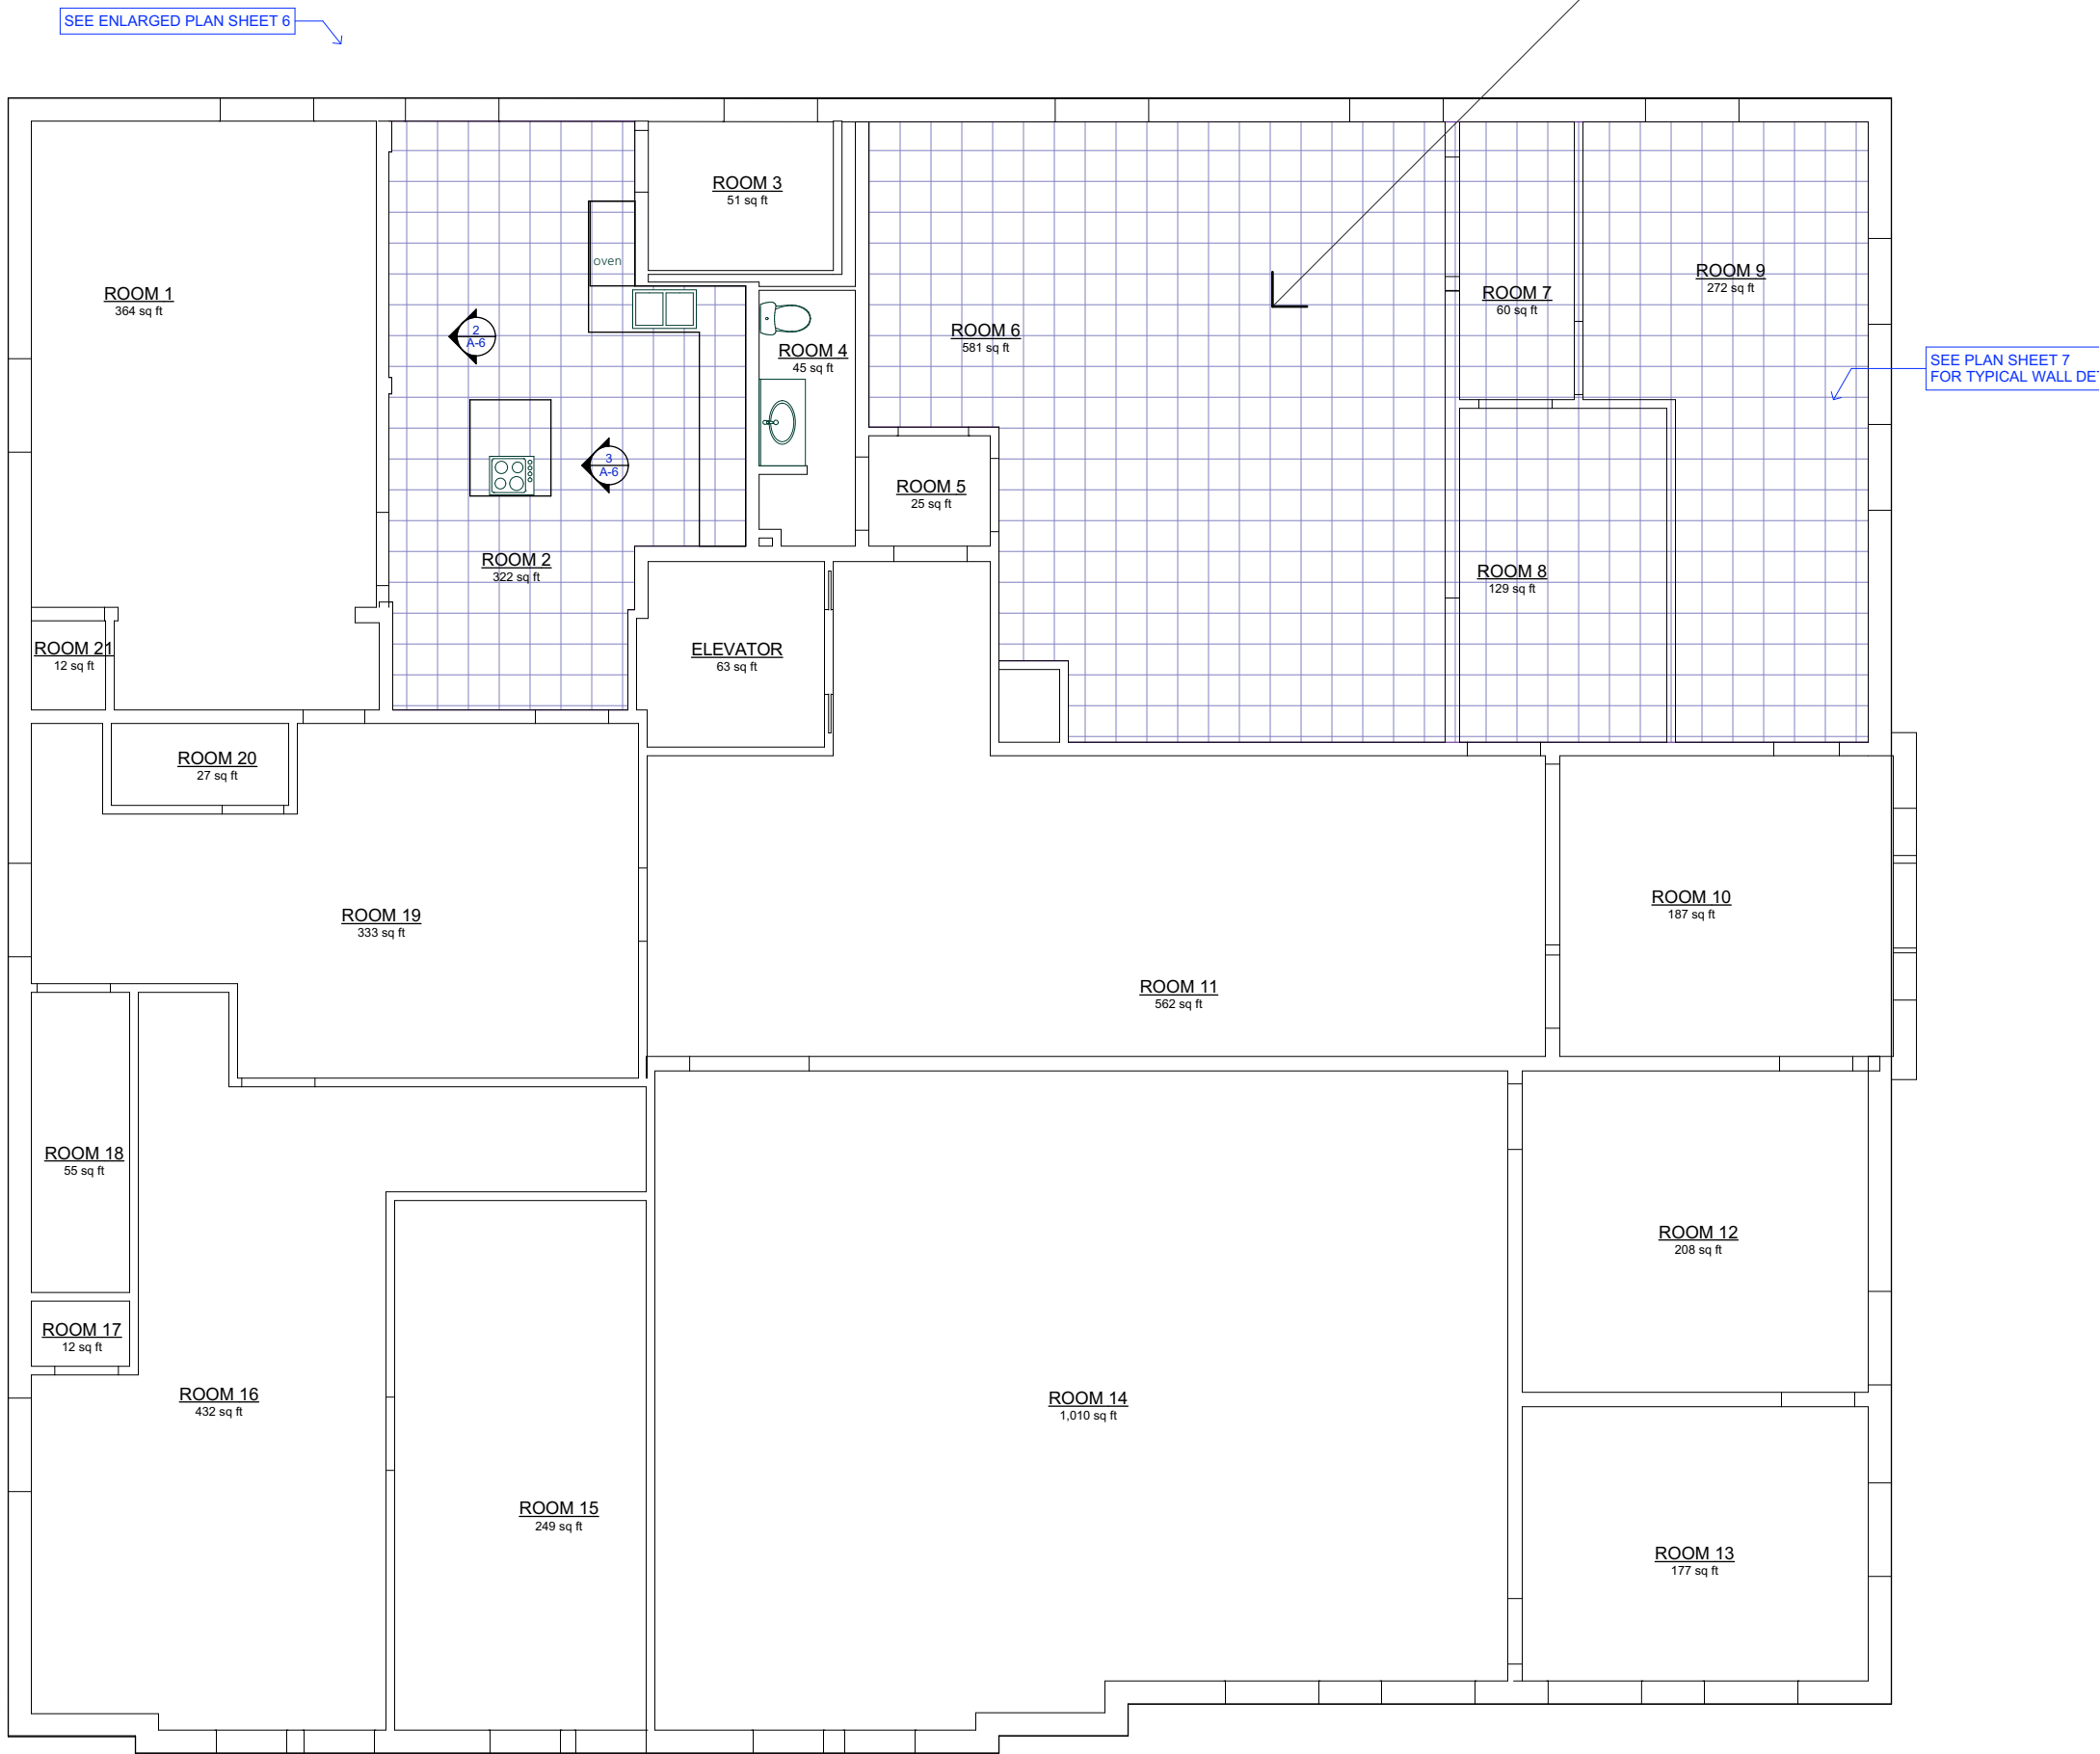 SEE ENLARGED PLAN SHEET 6
ROOM 3
51 sq ft
ROOM 1
364 sq ft
oven
ROOM 9
272 sq ft
ROOM 7
60 sq ft
2
A-6
ROOM 6
581 sq ft
ROOM 4
45 sq ft
SEE PLAN SHEET 7
FOR TYPICAL WALL DET
3
A-6
ROOM 5
25 sq ft
ROOM 2
322 sq ft
ROOM 8
129 sq ft
ROOM 21
12 sq ft
ELEVATOR
63 sq ft
ROOM 20
27 sq ft
ROOM 19
333 sq ft
ROOM 10
187 sq ft
ROOM 11
562 sq ft
ROOM 18
55 sq ft
ROOM 12
208 sq ft
ROOM 17
12 sq ft
ROOM 16
432 sq ft
ROOM 14
1,010 sq ft
ROOM 15
249 sq ft
ROOM 13
177 sq ft